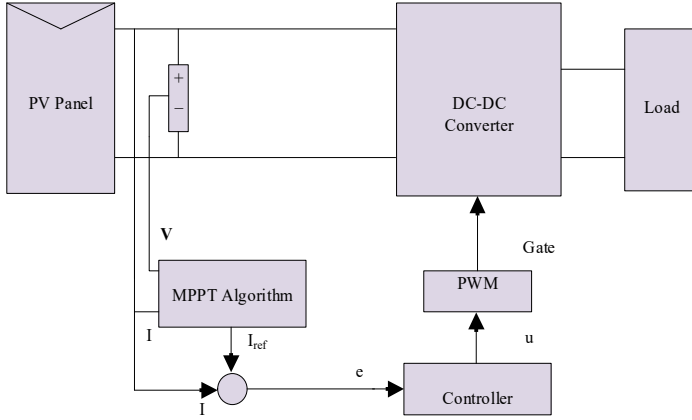 PV Panel
+
−
DC-DC
Converter
Load
V
Gate
PWM
MPPT Algorithm
I
Iref
u
e
I
Controller